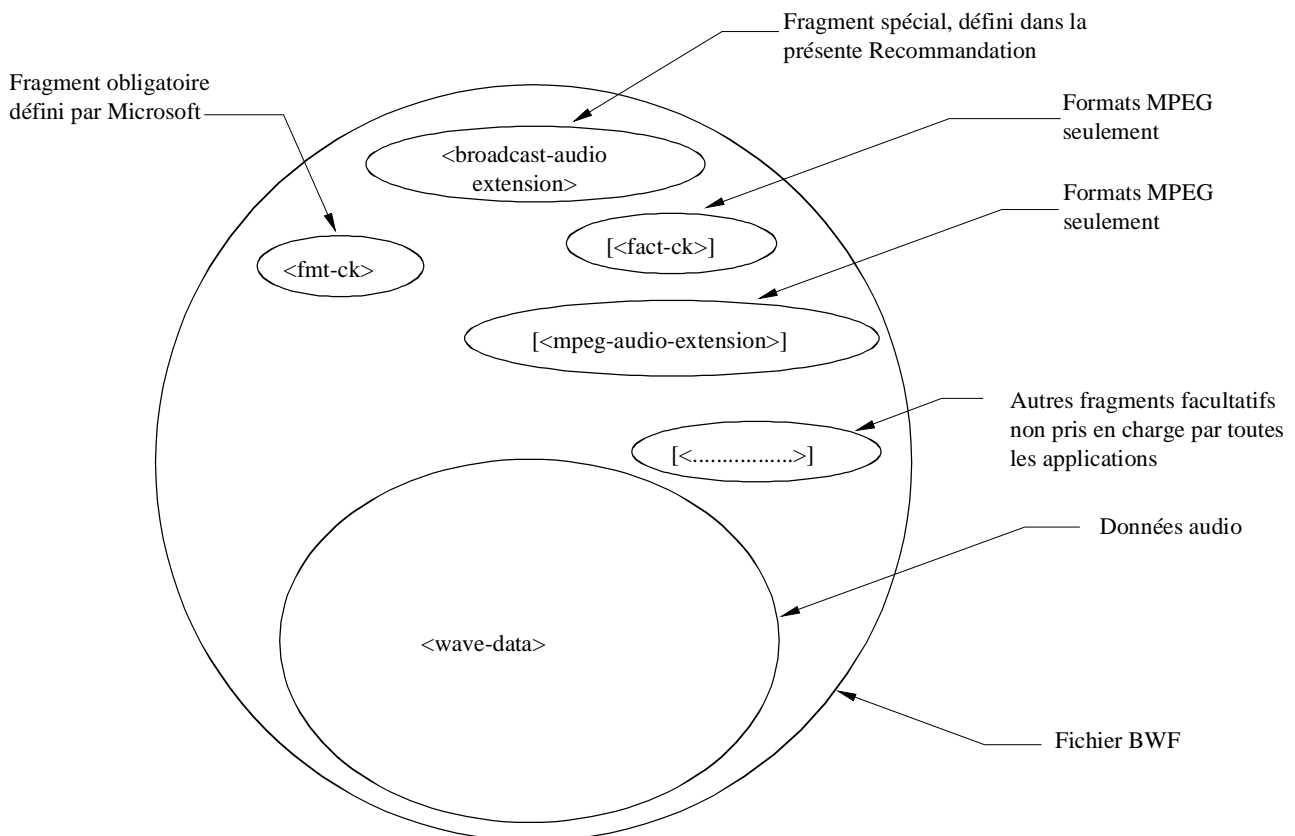 Fragment spécial, défini dans la
présente Recommandation
Fragment obligatoire
défini par Microsoft
Formats MPEG
seulement
<broadcast-audio
extension>
Formats MPEG
seulement
[<fact-ck>]
<fmt-ck>
[<mpeg-audio-extension>]
Autres fragments facultatifs
non pris en charge par toutes
les applications
[<................>]
Données audio
<wave-data>
Fichier BWF